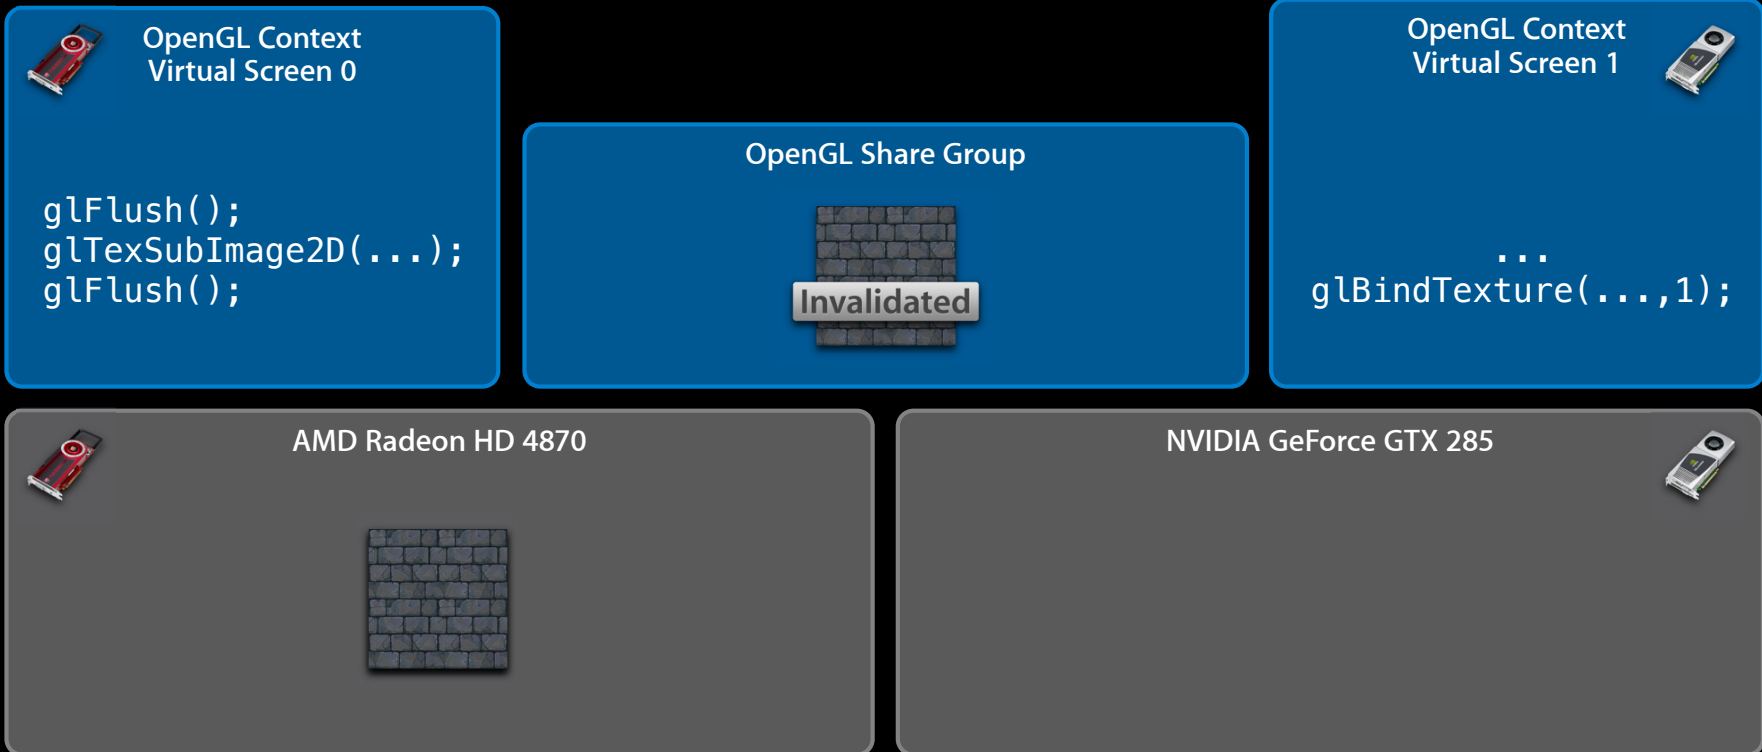 OpenGL Context
Virtual Screen 0
glFlush();
glTexSubImage2D(...);
glFlush();
OpenGL Share Group
Invalidated
OpenGL Context
Virtual Screen 1
...
glBindTexture(...,1);
AMD Radeon HD 4870
NVIDIA GeForce GTX 285